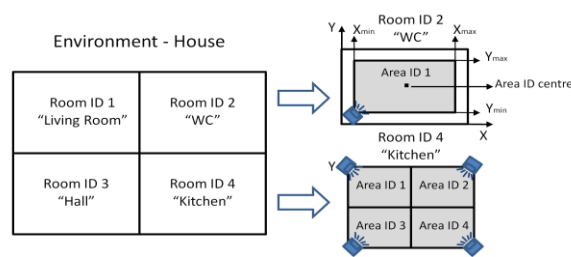 Environment - House
Room ID 1
“Living Room”
Room ID 2
“WC”
Room ID 3
“Hall”
Room ID 4
“Kitchen”
Room ID 2
“WC”
Y
Xmin
Xmax
Ymax
Area ID 1
Area ID centre
Ymin
X
Room ID 4
“Kitchen”
Y
Area ID 1
Area ID 2
Area ID 3
Area ID 4